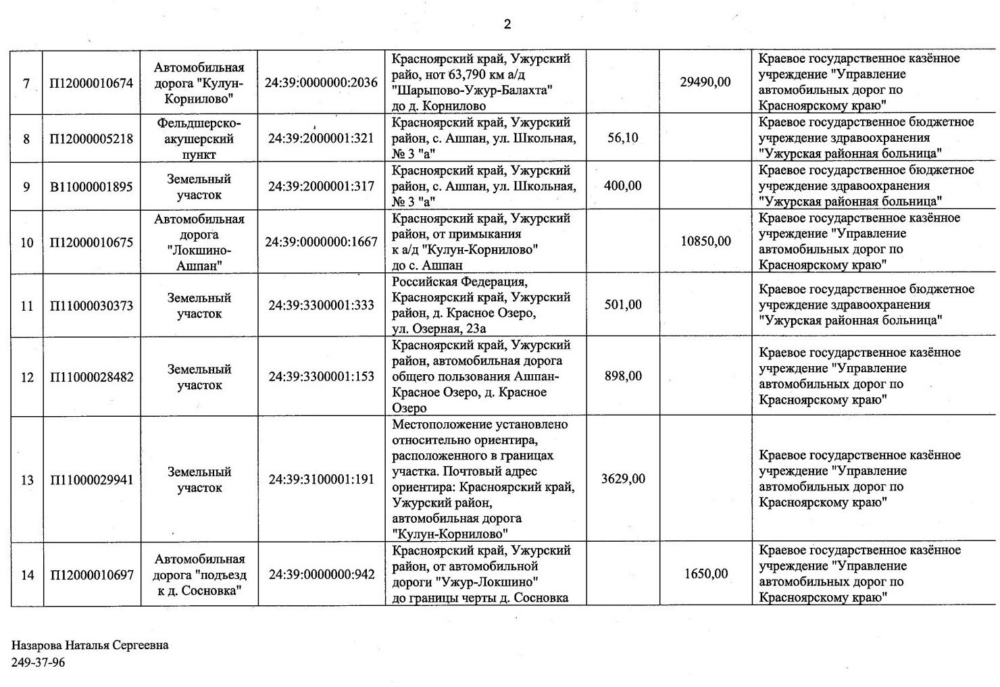 2
7
П12000010674
Автомобильная
дорога "Кулун-
Корнилово"
24:39:0000000:2036
Красноярский край, Ужурский
райо, нот 63,790 км а/д
"Шарыпово-Ужур-Балахта"
до д. Корнилово
29490,00
Краевое государственное казённое
учреждение "Управление
автомобильных дорог по
Красноярскому краю"
8
П12000005218
Фельдшерско-
акушерский
пункт
24:39:2000001:321
Красноярский край, Ужурский
район, с. Ашпан, ул. Школьная,
№ 3 "а"
56,10
Краевое государственное бюджетное
учреждение здравоохранения
"Ужурская районная больница"
9
В11000001895
Земельный
участок
24:39:2000001:317
Красноярский край, Ужурский
район, с. Ашпан, ул. Школьная,
№ 3 "а"
400,00
Краевое государственное бюджетное
учреждение здравоохранения
"Ужурская районная больница"
10
П12000010675
Автомобильная
дорога
"Локшино-
Ашпан"
24:39:0000000:1667
Красноярский край, Ужурский
район, от примыкания
к а/д "Кулун-Корнилово"
до с. Ашпан
10850,00
Краевое государственное казённое
учреждение "Управление
автомобильных дорог по
Красноярскому краю"
11
П11000030373
Земельный
участок
24:39:3300001:333
Российская Федерация,
Красноярский край, Ужурский
район, д. Красное Озеро,
ул. Озерная, 23а
501,00
Краевое государственное бюджетное
учреждение здравоохранения
"Ужурская районная больница"
12
П11000028482
Земельный
участок
24:39:3300001:153
Красноярский край, Ужурский
район, автомобильная дорога
общего пользования Ашпан-
Красное Озеро, д. Красное
Озеро
898,00
Краевое государственное казённое
учреждение "Управление
автомобильных дорог по
Красноярскому краю"
13
П11000029941
Земельный
участок
24:39:3100001:191
Местоположение установлено
относительно ориентира,
расположенного в границах
участка. Почтовый адрес
ориентира: Красноярский край,
Ужурский район,
автомобильная дорога
"Кулун-Корнилово"
3629,00
Краевое государственное казённое
учреждение "Управление
автомобильных дорог по
Красноярскому краю"
14
П12000010697
Автомобильная
дорога "подъезд
к д. Сосновка"
24:39:0000000:942
Красноярский край, Ужурский
район, от автомобильной
дороги "Ужур-Локшино"
до границы черты д. Сосновка
1650,00
Краевое государственное казённое
учреждение "Управление
автомобильных дорог по
Красноярскому краю"
Назарова Наталья Сергеевна
249-37-96